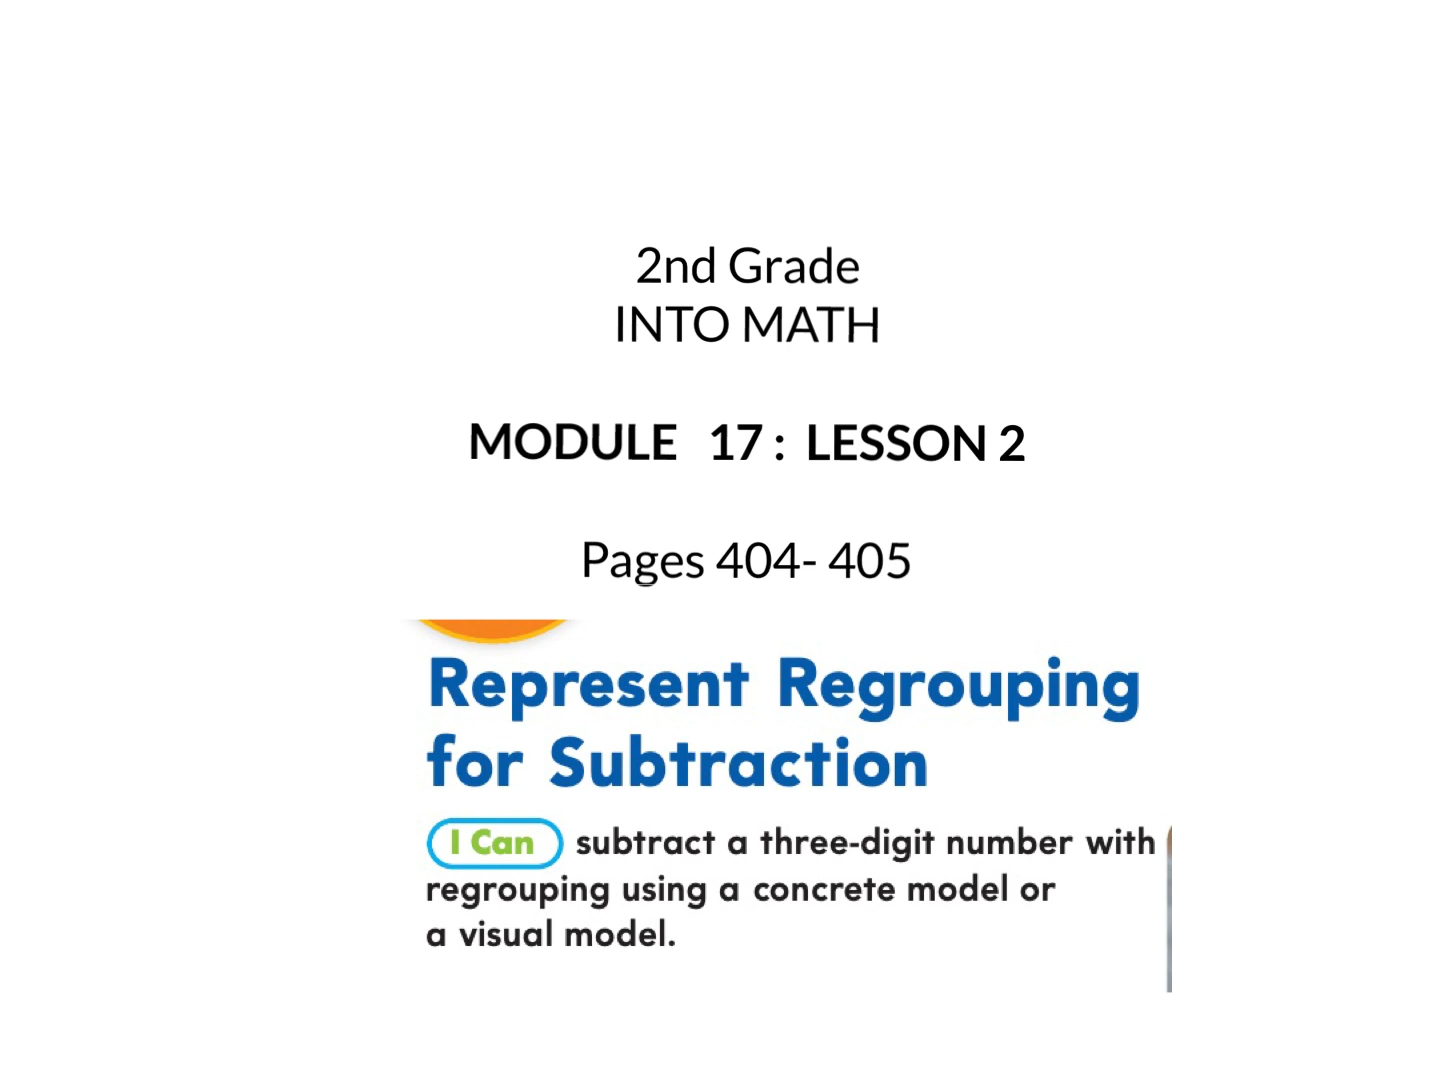 2nd Grade
INTO MATH
MODULE 17 : LESSON 2
Pages 404- 405
Represent Regrouping
for Subtraction
I Can subtract a three-digit number with
regrouping using a concrete model or
a visual model.